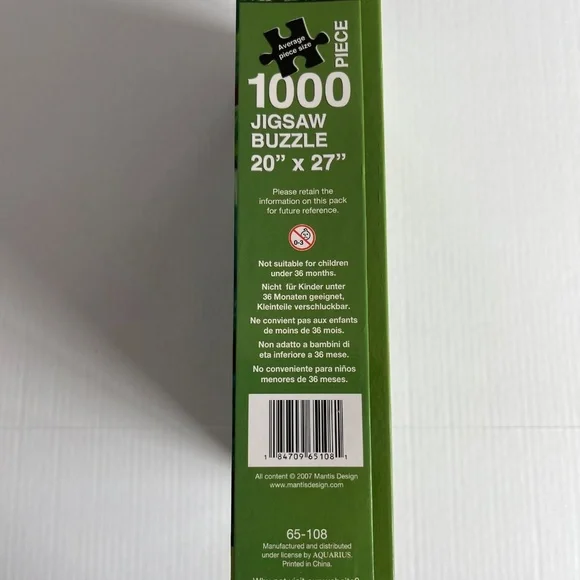 Average
piece size
1000 PIECE
JIGSAW
BUZZLE
20” x 27”
Please retain the
information on this pack
for future reference.
0-3
Not suitable for children
under 36 months.
Nicht für Kinder unter
36 Monaten geeignet,
Kleinteile verschluckbar.
Ne convient pas aux enfants
de moins de 36 mois.
Non adatto a bambini di
eta inferiore a 36 mese.
No conveniente para niños
menores de 36 meses.
1 84709 65108 1
All content © 2007 Mantis Design
www.mantisdesign.com
65-108
Manufactured and distributed
under license by AQUARIUS.
Printed in China.